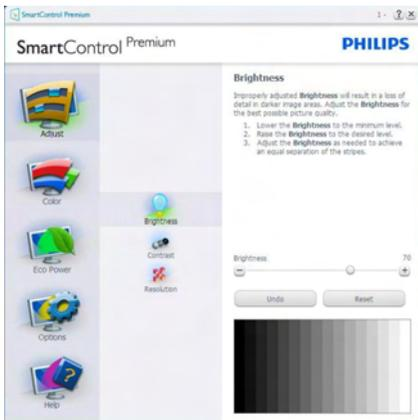 SmartControl Premium
1 - ? X
SmartControl Premium
PHILIPS
Adjust
Color
Eco Power
Options
Help
Brightness
Contrast
Resolution
Brightness
Improperly adjusted Brightness will result in a loss of
detail in darker image areas. Adjust the Brightness for
the best possible picture quality.
1. Lower the Brightness to the minimum level.
2. Raise the Brightness to the desired level.
3. Adjust the Brightness as needed to achieve
an equal separation of the stripes.
Brightness 70
Undo Reset